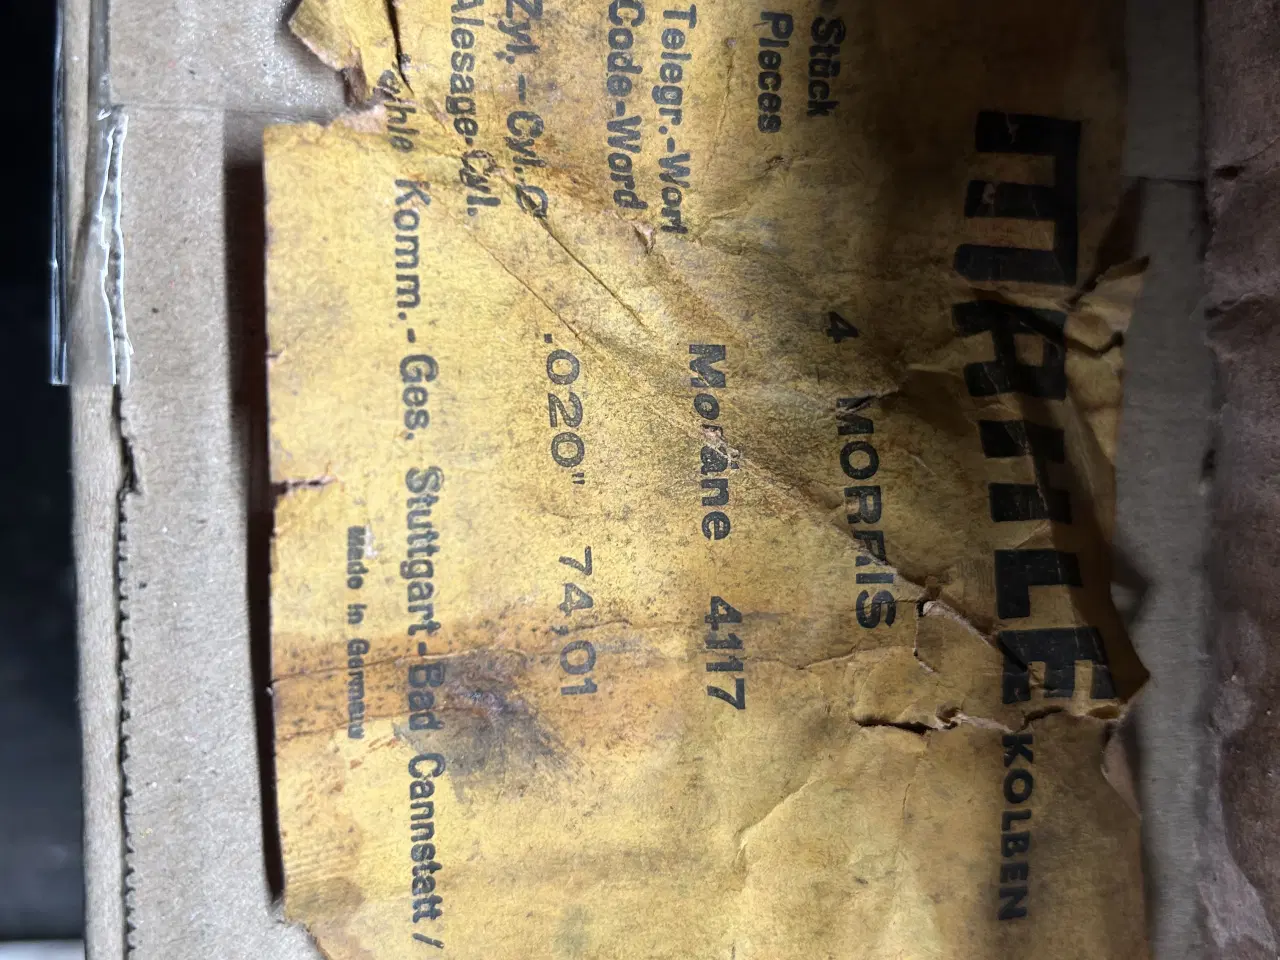 MAHLE KOLBEN
Stück 4 MORRIS
Pieces
Telegr.-Wort Morane 4117
Code-Word
Zyl.-Cyl. Ø .020" 74,01
Alesage-Cyl.
Komm.-Ges. Stuttgart-Bad Cannstatt /
Made in Germany